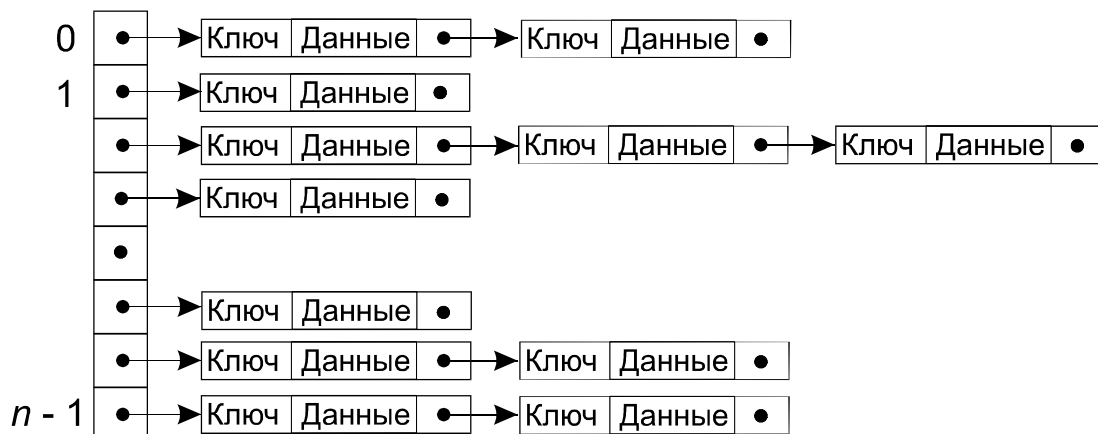 0 Ключ Данные Ключ Данные
1 Ключ Данные
Ключ Данные Ключ Данные Ключ Данные
Ключ Данные
Ключ Данные
Ключ Данные Ключ Данные
n - 1 Ключ Данные Ключ Данные